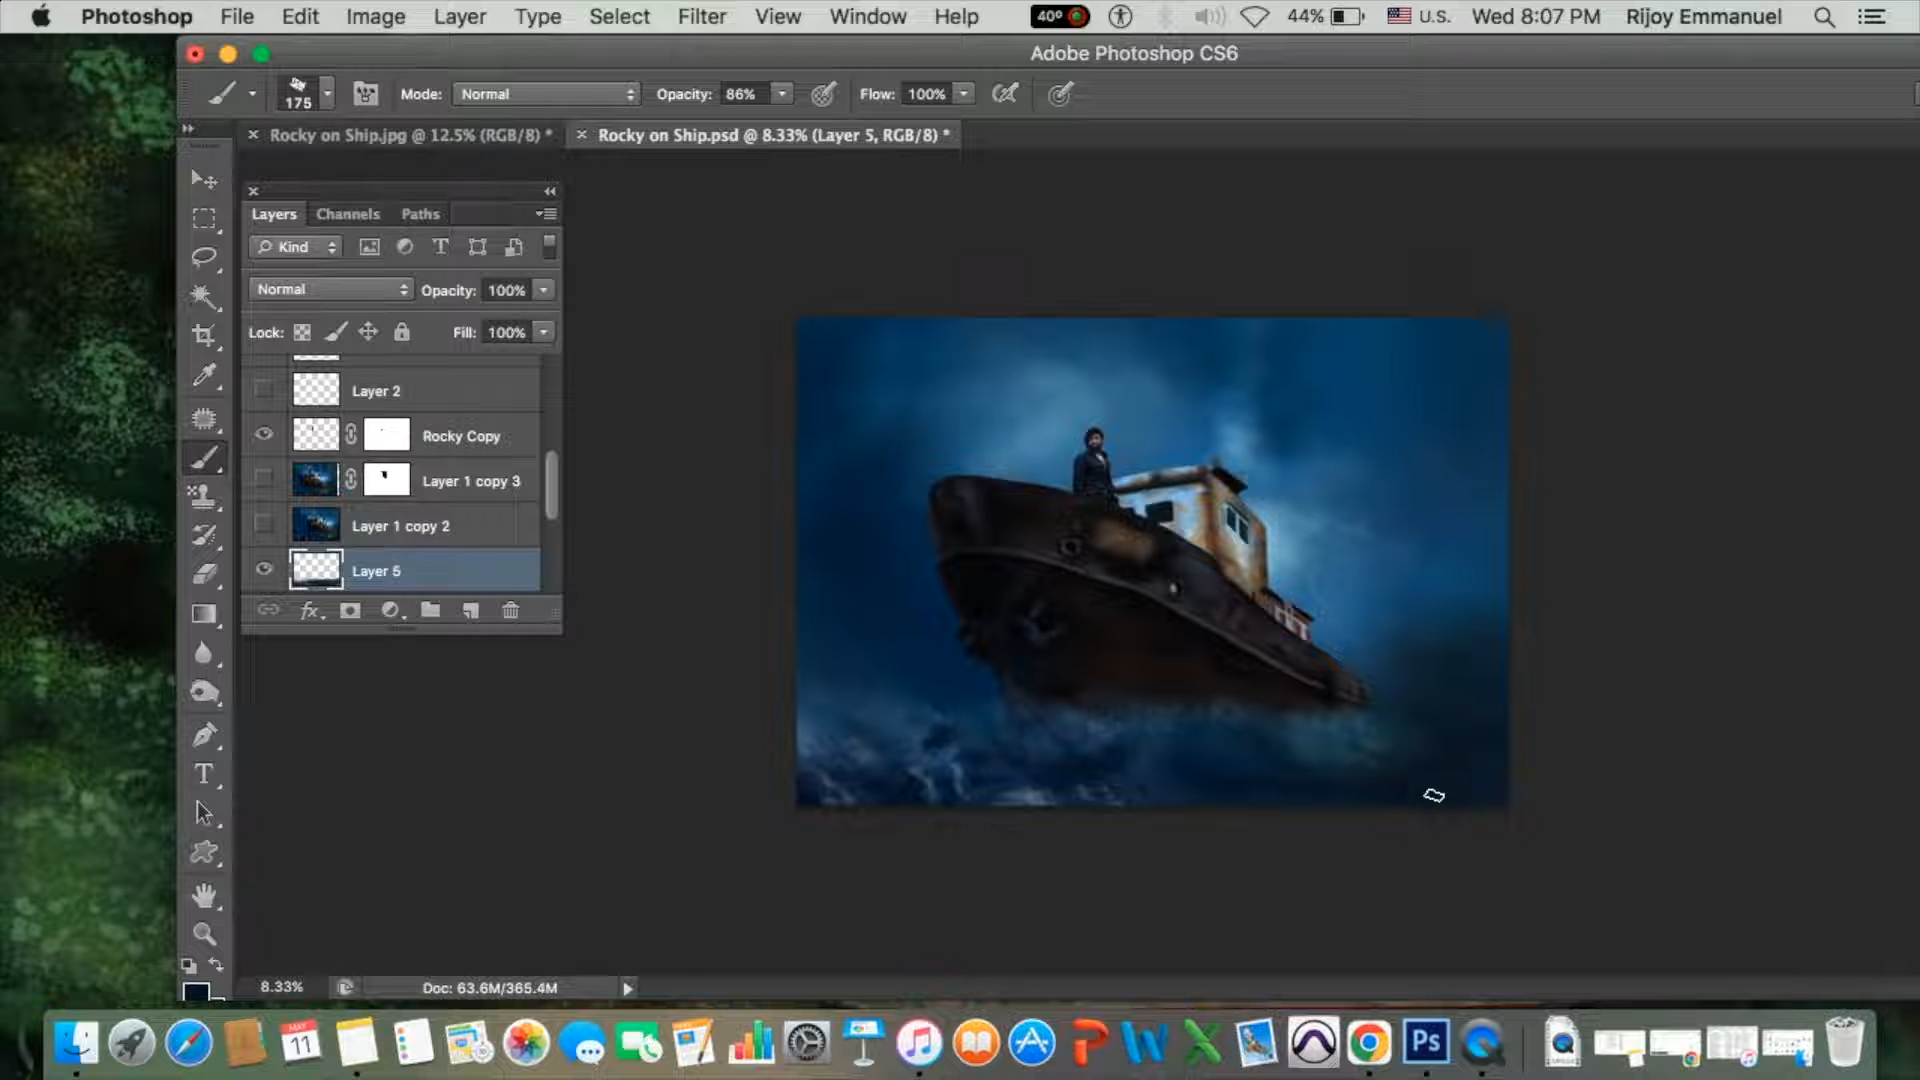 Photoshop File Edit Image Layer Type Select Filter View Window Help 40° 44% U.S. Wed 8:07 PM Rijoy Emmanuel
Adobe Photoshop CS6
175 Mode: Normal Opacity: 86% Flow: 100%
Rocky on Ship.jpg @ 12.5% (RGB/8) * Rocky on Ship.psd @ 8.33% (Layer 5, RGB/8) *
Layers Channels Paths
Kind
Normal Opacity: 100%
Lock: Fill: 100%
Layer 2
Rocky Copy
Layer 1 copy 3
Layer 1 copy 2
Layer 5
fx
8.33% Doc: 63.6M/365.4M
MAY
11
Ps